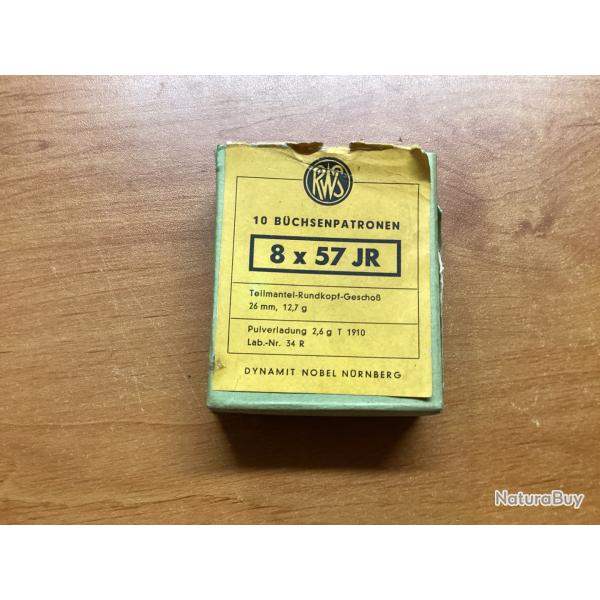 RWS
10 BÜCHSENPATRONEN
8 x 57 JR
Teilmantel-Rundkopf-Geschoß
26 mm, 12,7 g
Pulverladung 2,6 g T 1910
Lab.-Nr. 34 R
DYNAMIT NOBEL NÜRNBERG
NaturaBuy